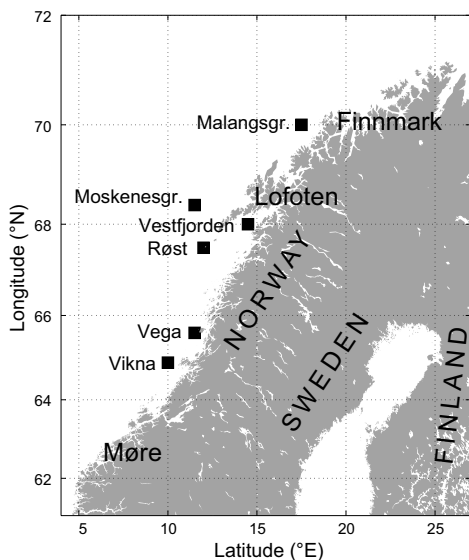 72
70
68
66
64
62
Longitude (°N)
Malangsgr.
Finnmark
Moskenesgr.
Lofoten
Vestfjorden
Røst
NORWAY
Vega
SWEDEN
Vikna
FINLAND
Møre
5
10
15
20
25
Latitude (°E)